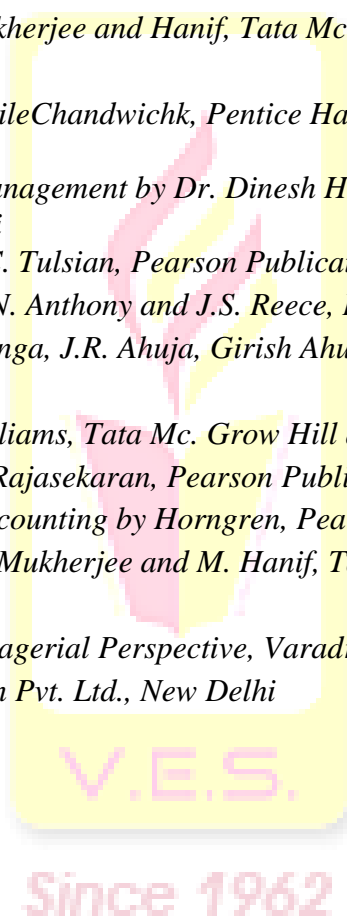 kherjee and Hanif, Tata Mc
ileChandwichk, Pentice Ha
nagement by Dr. Dinesh H
i
. Tulsian, Pearson Publica
N. Anthony and J.S. Reece,
nga, J.R. Ahuja, Girish Ahu
liams, Tata Mc. Grow Hill
Rajasekaran, Pearson Publi
counting by Horngren, Pea
Mukherjee and M. Hanif, T
agerial Perspective, Varad
n Pvt. Ltd., New Delhi
V.E.S.
Since 1962